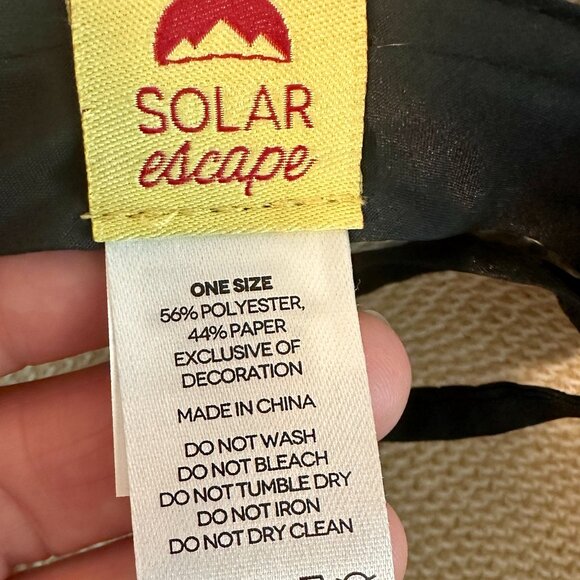 SOLAR
escape
ONE SIZE
56% POLYESTER,
44% PAPER
EXCLUSIVE OF
DECORATION
MADE IN CHINA
DO NOT WASH
DO NOT BLEACH
DO NOT TUMBLE DRY
DO NOT IRON
DO NOT DRY CLEAN